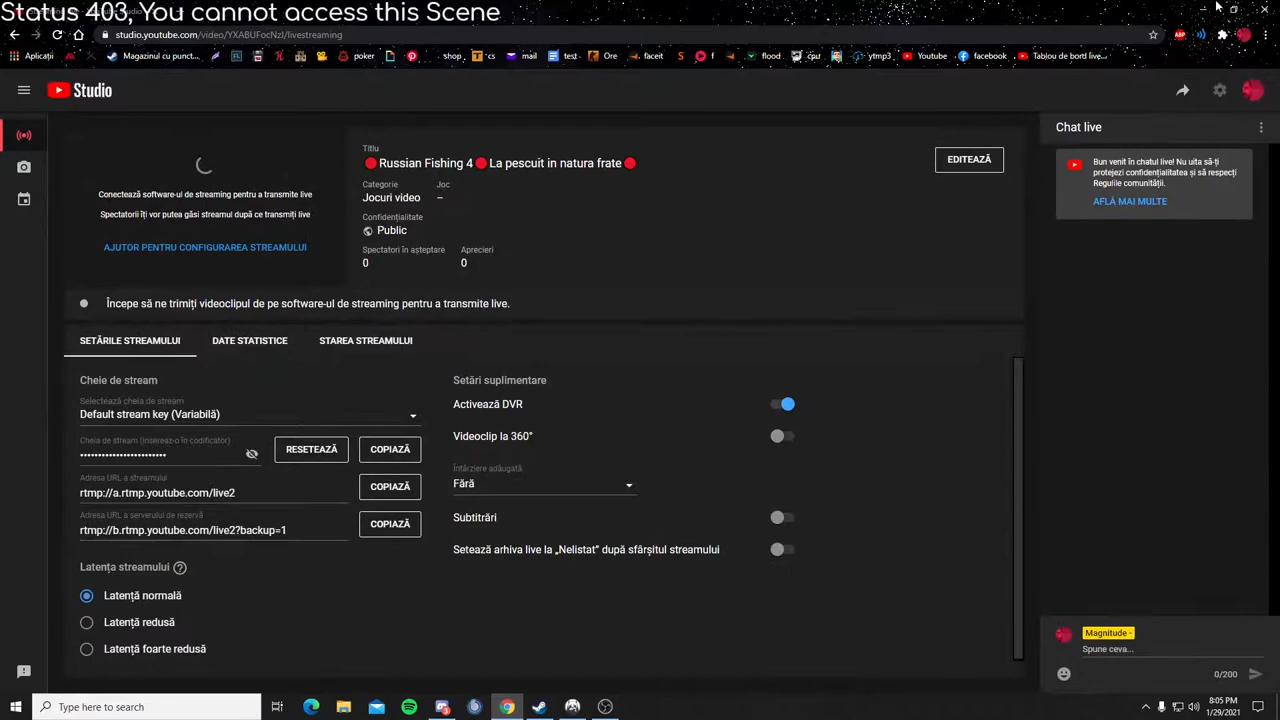 Status 403, You cannot access this Scene
studio.youtube.com/video/YXABUFocNzI/livestreaming
Aplicații
Magazinul cu punct...
poker
shop
cs
mail
test
Ore
faceit
S
f
flood
cpu
ytmp3
Youtube
facebook
Tablou de bord live...
Studio
Chat live
Titlu
Russian Fishing 4 La pescuit in natura frate
EDITEAZĂ
Bun venit în chatul live! Nu uita să-ți
protejezi confidențialitatea și să respecți
Regulile comunității.
AFLĂ MAI MULTE
Categorie
Joc
Jocuri video
–
Conectează software-ul de streaming pentru a transmite live
Spectatorii îți vor putea găsi streamul după ce transmiți live
Confidențialitate
Public
AJUTOR PENTRU CONFIGURAREA STREAMULUI
Spectatori în așteptare
Aprecieri
0
0
Începe să ne trimiți videoclipul de pe software-ul de streaming pentru a transmite live.
SETĂRILE STREAMULUI
DATE STATISTICE
STAREA STREAMULUI
Cheie de stream
Selectează cheia de stream
Default stream key (Variabilă)
Cheia de stream (inserează-o în codificator)
••••••••••••••••••••••••
RESETEAZĂ
COPIAZĂ
Adresa URL a streamului
rtmp://a.rtmp.youtube.com/live2
COPIAZĂ
Adresa URL a serverului de rezervă
rtmp://b.rtmp.youtube.com/live2?backup=1
COPIAZĂ
Latența streamului
Latență normală
Latență redusă
Latență foarte redusă
Setări suplimentare
Activează DVR
Videoclip la 360°
Întârziere adăugată
Fără
Subtitrări
Setează arhiva live la „Nelistat” după sfârșitul streamului
Magnitude -
Spune ceva...
0/200
Type here to search
8:05 PM
1/29/2021